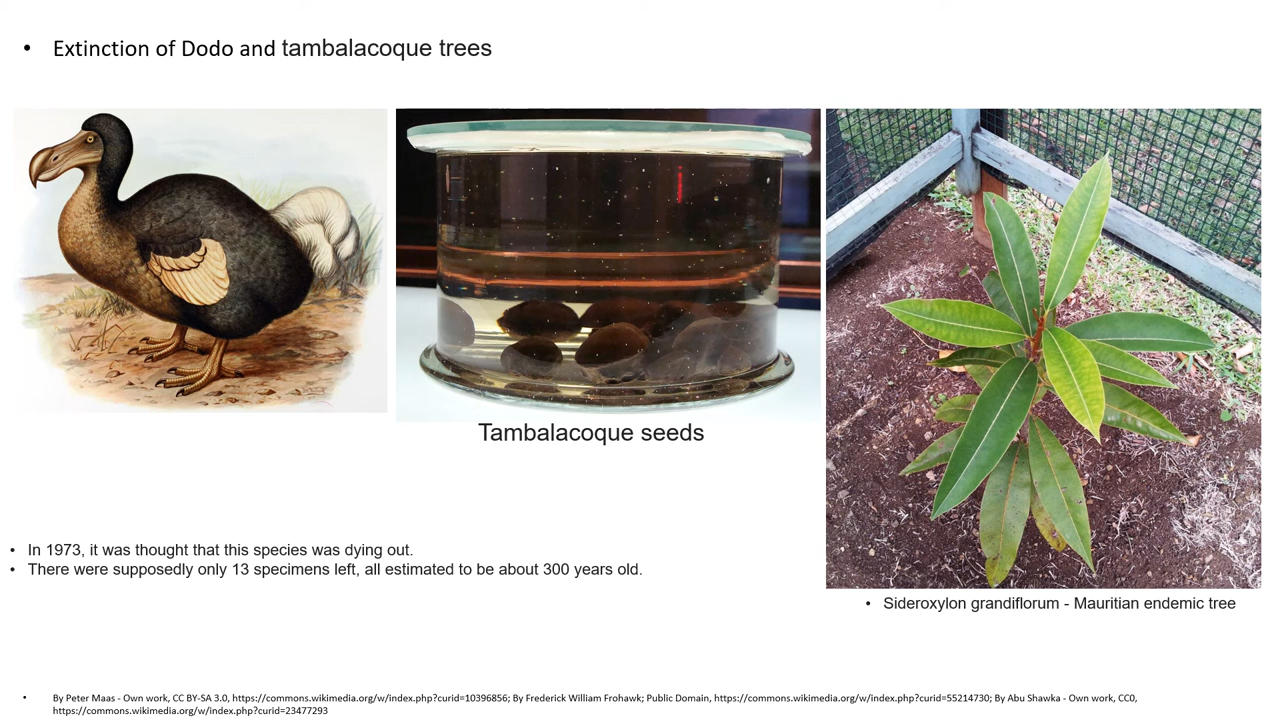 • Extinction of Dodo and tambalacoque trees
Tambalacoque seeds
• In 1973, it was thought that this species was dying out.
• There were supposedly only 13 specimens left, all estimated to be about 300 years old.
• Sideroxylon grandiflorum - Mauritian endemic tree
• By Peter Maas - Own work, CC BY-SA 3.0, https://commons.wikimedia.org/w/index.php?curid=10396856; By Frederick William Frohawk; Public Domain, https://commons.wikimedia.org/w/index.php?curid=55214730; By Abu Shawka - Own work, CC0,
https://commons.wikimedia.org/w/index.php?curid=23477293